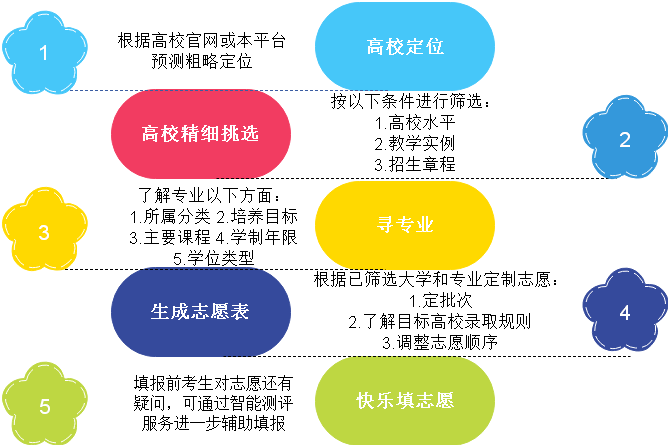 1
根据高校官网或本平台
预测粗略定位
高校定位
高校精细挑选
按以下条件进行筛选：
1.高校水平
2.教学实例
3.招生章程
2
3
了解专业以下方面：
1.所属分类 2.培养目标
3.主要课程 4.学制年限
5.学位类型
寻专业
生成志愿表
根据已筛选大学和专业定制志愿：
1.定批次
2.了解目标高校录取规则
3.调整志愿顺序
4
5
填报前考生对志愿还有
疑问，可通过智能测评
服务进一步辅助填报
快乐填志愿